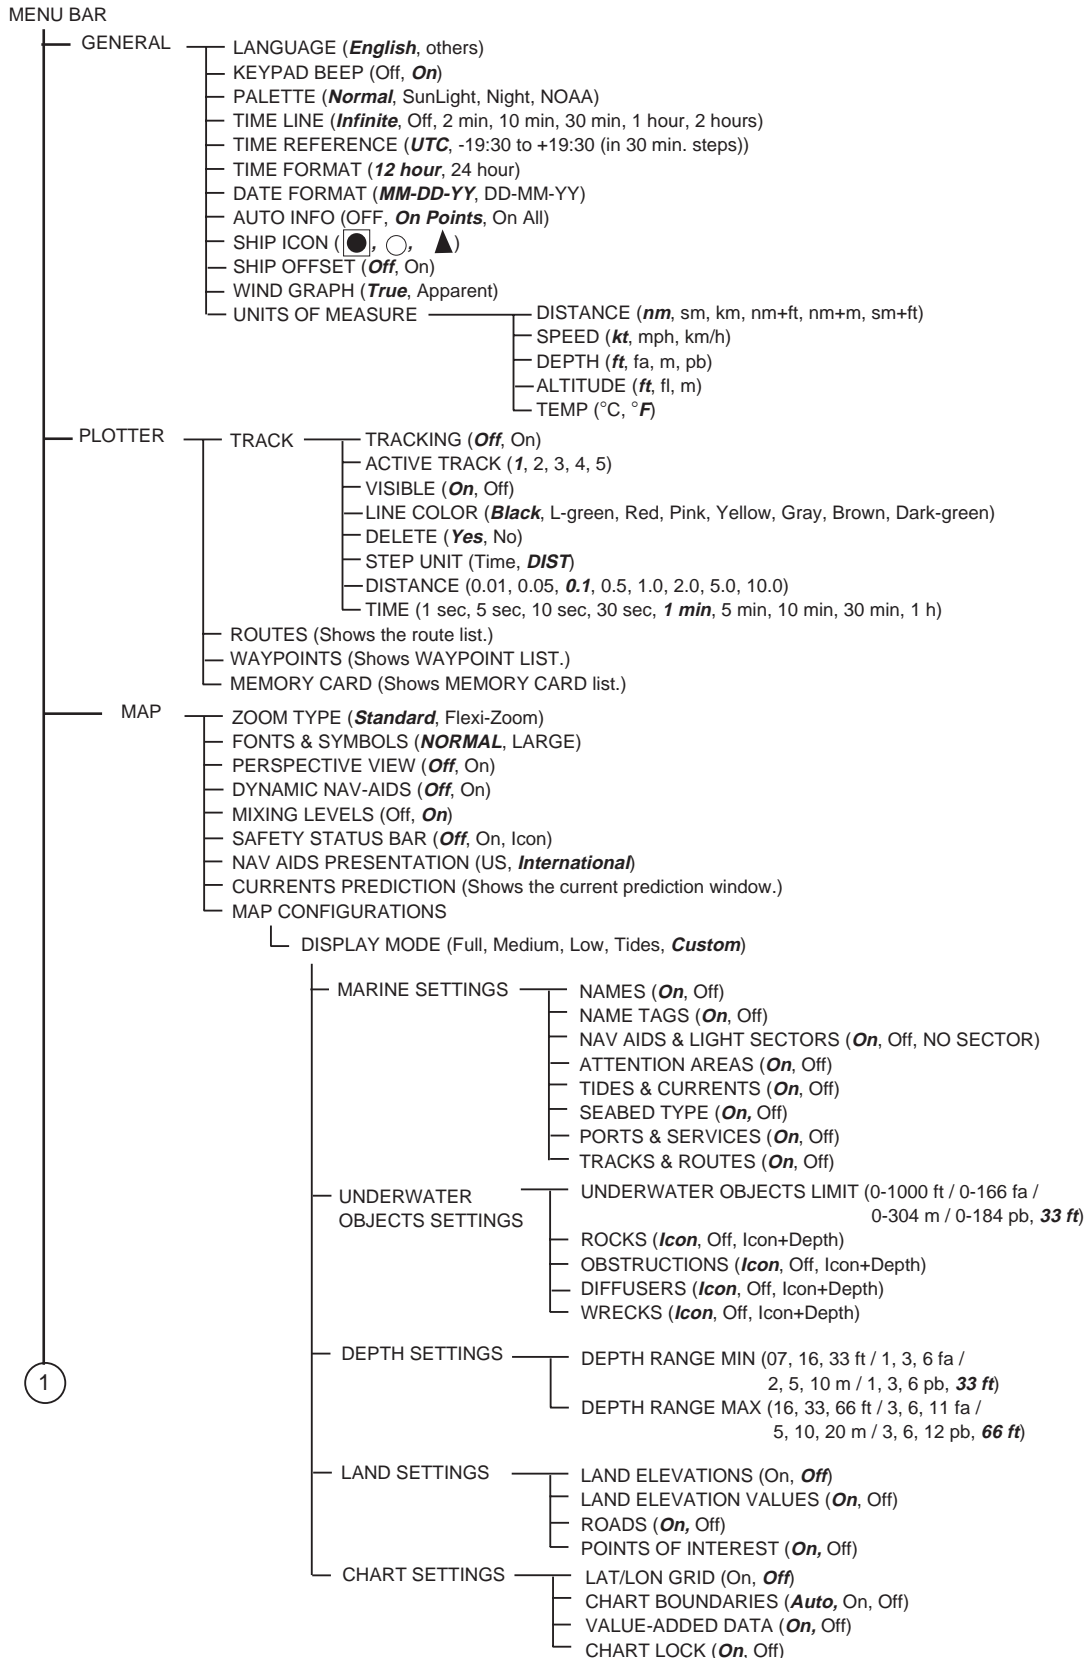 MENU BAR
GENERAL
LANGUAGE (English, others)
KEYPAD BEEP (Off, On)
PALETTE (Normal, SunLight, Night, NOAA)
TIME LINE (Infinite, Off, 2 min, 10 min, 30 min, 1 hour, 2 hours)
TIME REFERENCE (UTC, -19:30 to +19:30 (in 30 min. steps))
TIME FORMAT (12 hour, 24 hour)
DATE FORMAT (MM-DD-YY, DD-MM-YY)
AUTO INFO (OFF, On Points, On All)
SHIP ICON (●, ○, ▲)
SHIP OFFSET (Off, On)
WIND GRAPH (True, Apparent)
UNITS OF MEASURE
DISTANCE (nm, sm, km, nm+ft, nm+m, sm+ft)
SPEED (kt, mph, km/h)
DEPTH (ft, fa, m, pb)
ALTITUDE (ft, fl, m)
TEMP (°C, °F)
PLOTTER
TRACK
TRACKING (Off, On)
ACTIVE TRACK (1, 2, 3, 4, 5)
VISIBLE (On, Off)
LINE COLOR (Black, L-green, Red, Pink, Yellow, Gray, Brown, Dark-green)
DELETE (Yes, No)
STEP UNIT (Time, DIST)
DISTANCE (0.01, 0.05, 0.1, 0.5, 1.0, 2.0, 5.0, 10.0)
TIME (1 sec, 5 sec, 10 sec, 30 sec, 1 min, 5 min, 10 min, 30 min, 1 h)
ROUTES (Shows the route list.)
WAYPOINTS (Shows WAYPOINT LIST.)
MEMORY CARD (Shows MEMORY CARD list.)
MAP
ZOOM TYPE (Standard, Flexi-Zoom)
FONTS & SYMBOLS (NORMAL, LARGE)
PERSPECTIVE VIEW (Off, On)
DYNAMIC NAV-AIDS (Off, On)
MIXING LEVELS (Off, On)
SAFETY STATUS BAR (Off, On, Icon)
NAV AIDS PRESENTATION (US, International)
CURRENTS PREDICTION (Shows the current prediction window.)
MAP CONFIGURATIONS
DISPLAY MODE (Full, Medium, Low, Tides, Custom)
MARINE SETTINGS
NAMES (On, Off)
NAME TAGS (On, Off)
NAV AIDS & LIGHT SECTORS (On, Off, NO SECTOR)
ATTENTION AREAS (On, Off)
TIDES & CURRENTS (On, Off)
SEABED TYPE (On, Off)
PORTS & SERVICES (On, Off)
TRACKS & ROUTES (On, Off)
UNDERWATER
OBJECTS SETTINGS
UNDERWATER OBJECTS LIMIT (0-1000 ft / 0-166 fa /
0-304 m / 0-184 pb, 33 ft)
ROCKS (Icon, Off, Icon+Depth)
OBSTRUCTIONS (Icon, Off, Icon+Depth)
DIFFUSERS (Icon, Off, Icon+Depth)
WRECKS (Icon, Off, Icon+Depth)
DEPTH SETTINGS
DEPTH RANGE MIN (07, 16, 33 ft / 1, 3, 6 fa /
2, 5, 10 m / 1, 3, 6 pb, 33 ft)
DEPTH RANGE MAX (16, 33, 66 ft / 3, 6, 11 fa /
5, 10, 20 m / 3, 6, 12 pb, 66 ft)
1
LAND SETTINGS
LAND ELEVATIONS (On, Off)
LAND ELEVATION VALUES (On, Off)
ROADS (On, Off)
POINTS OF INTEREST (On, Off)
CHART SETTINGS
LAT/LON GRID (On, Off)
CHART BOUNDARIES (Auto, On, Off)
VALUE-ADDED DATA (On, Off)
CHART LOCK (On, Off)